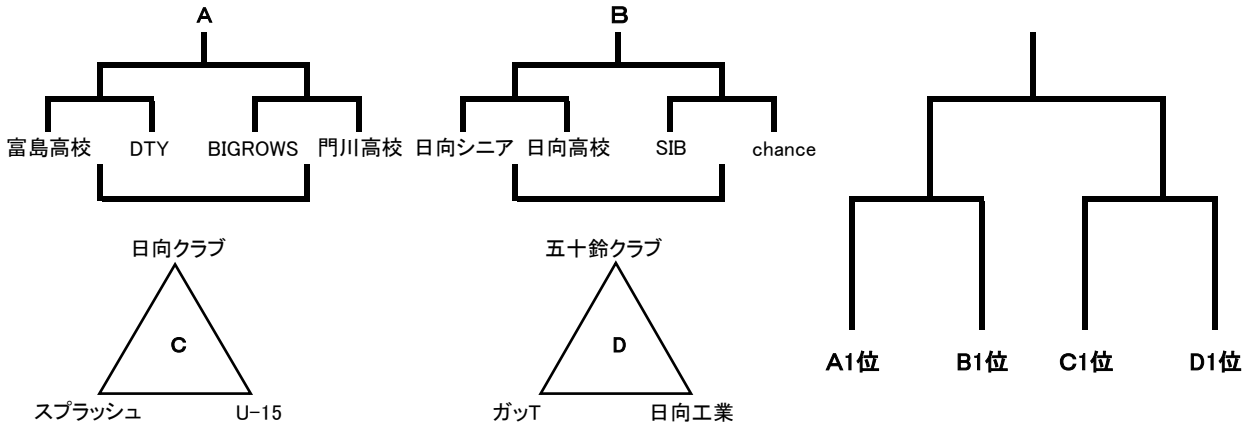 A
B
富島高校 DTY BIGROWS 門川高校 日向シニア 日向高校 SIB chance
日向クラブ
五十鈴クラブ
C
D
A1位 B1位 C1位 D1位
スプラッシュ U-15 ガッT 日向工業